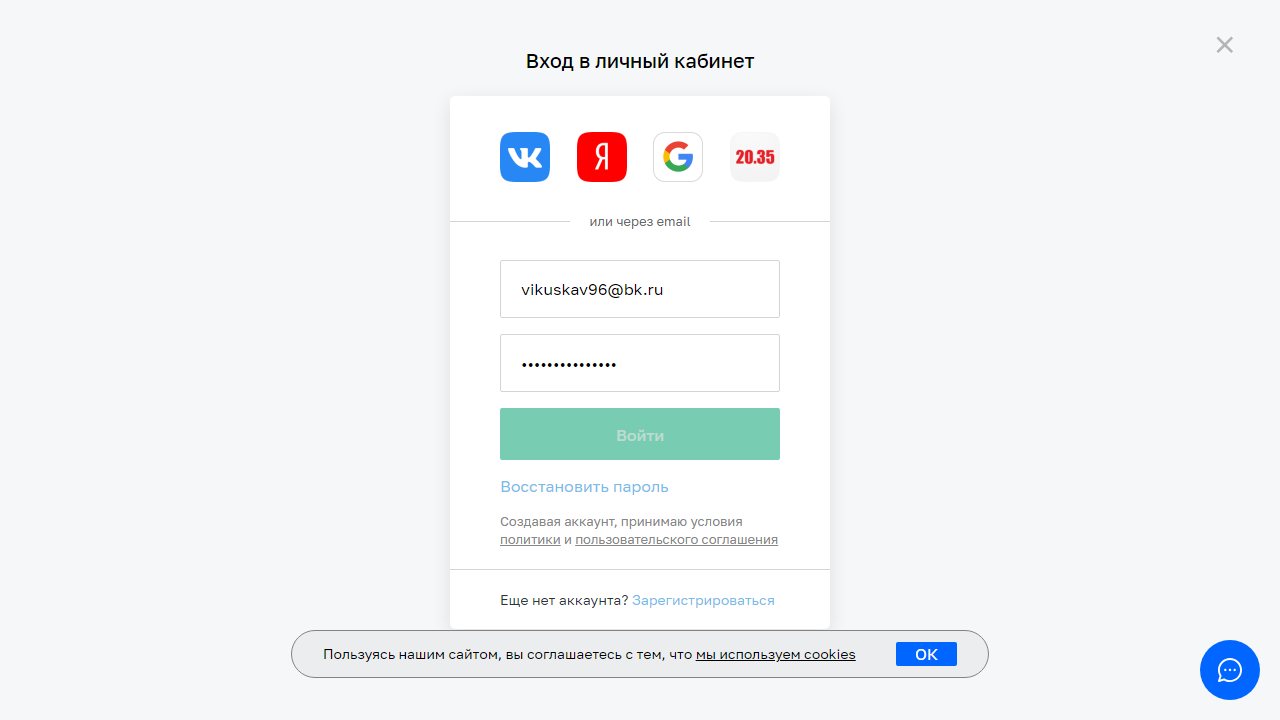 Вход в личный кабинет
20.35
или через email
vikuskav96@bk.ru
•••••••••••••••
Войти
Восстановить пароль
Создавая аккаунт, принимаю условия
политики и пользовательского соглашения
Еще нет аккаунта? Зарегистрироваться
Пользуясь нашим сайтом, вы соглашаетесь с тем, что мы используем cookies
OK